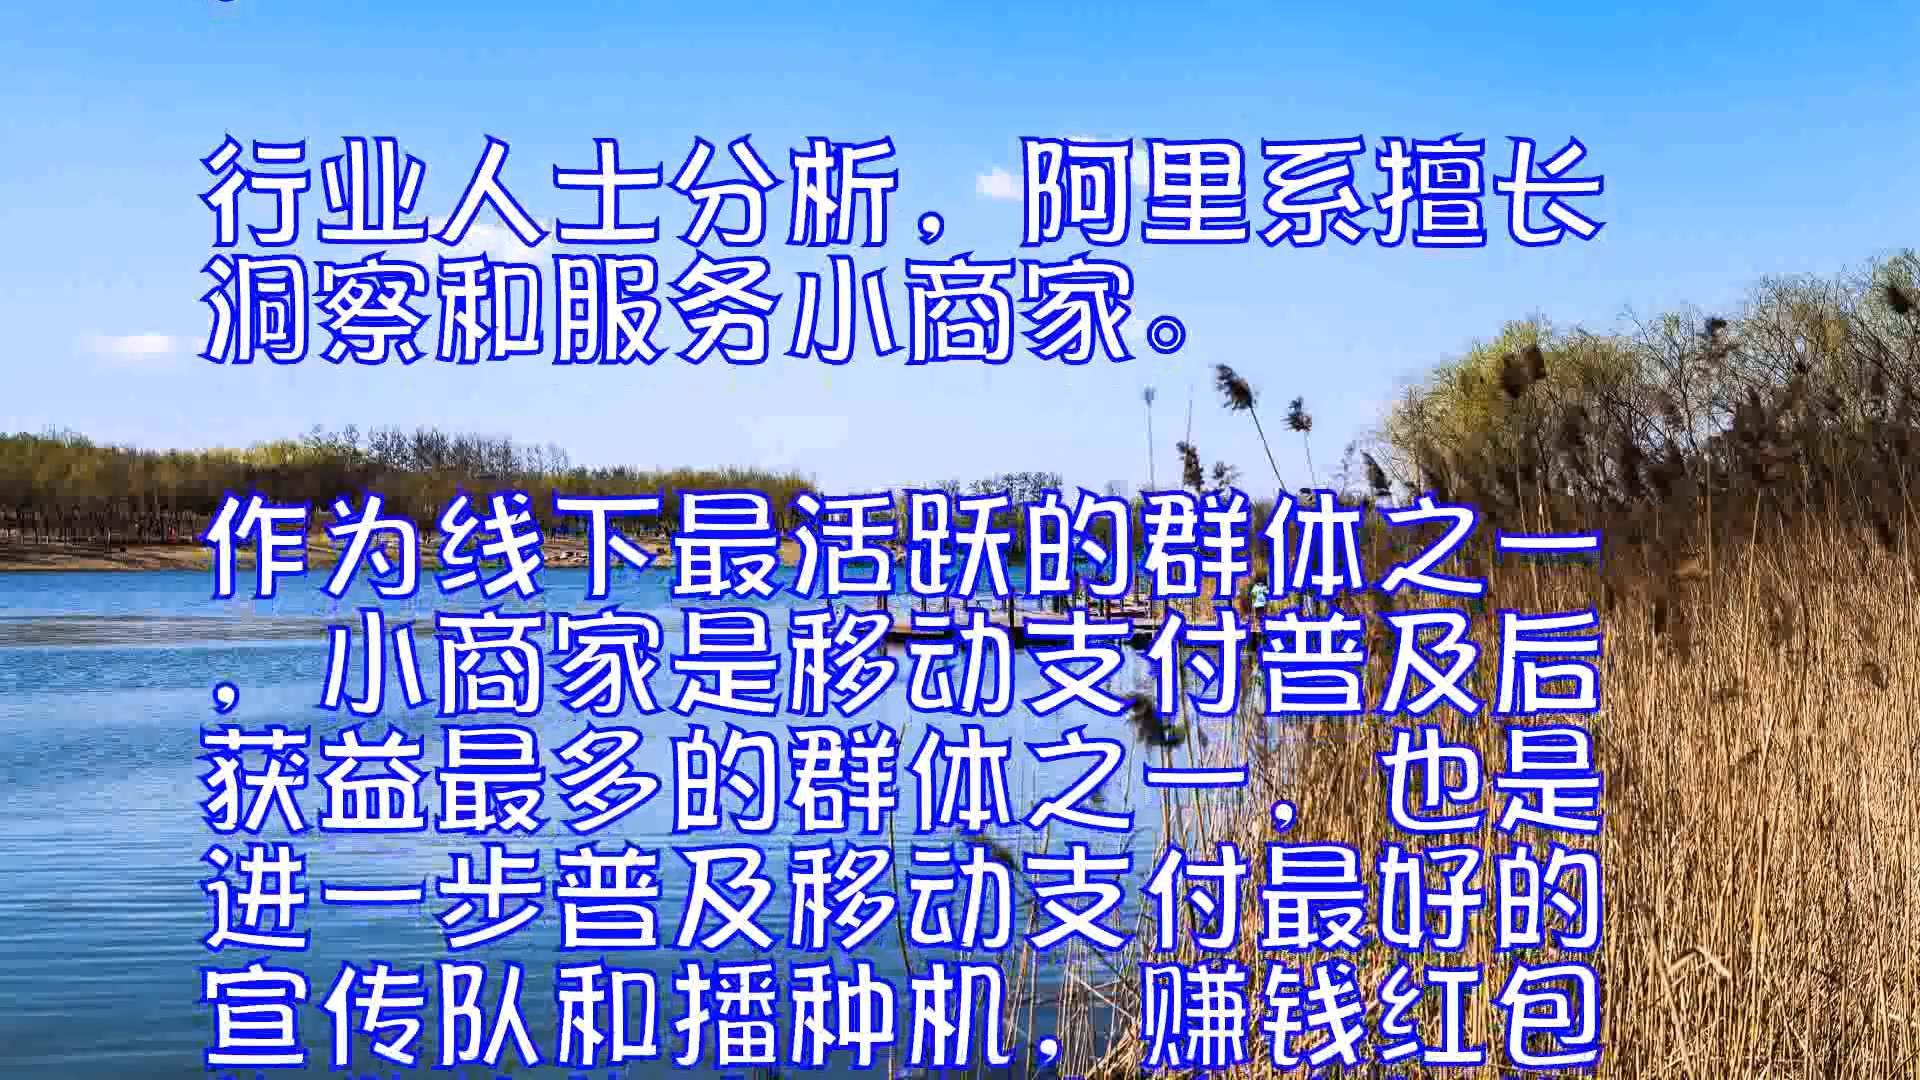 行业人士分析，阿里系擅长
洞察和服务小商家。
作为线下最活跃的群体之一
，小商家是移动支付普及后
获益最多的群体之一，也是
进一步普及移动支付最好的
宣传队和播种机，赚钱红包